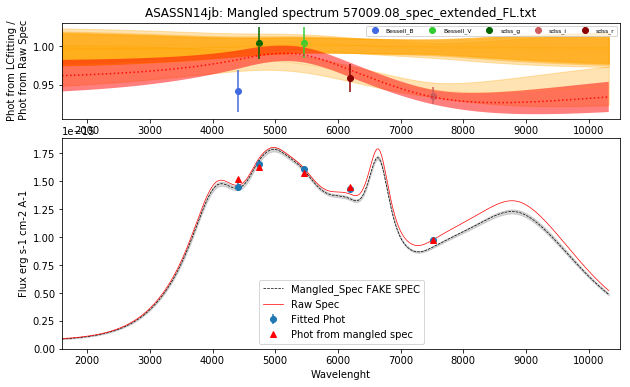 ASASSN14jb: Mangled spectrum 57009.08_spec_extended_FL.txt
Phot from LCfitting /
Phot from Raw Spec
1.00
0.95
Bessell_B
Bessell_V
sdss_g
sdss_i
sdss_r
2000 3000 4000 5000 6000 7000 8000 9000 10000
1e−15
Flux erg s-1 cm-2 A-1
1.75
1.50
1.25
1.00
0.75
0.50
0.25
0.00
Mangled_Spec FAKE SPEC
Raw Spec
Fitted Phot
Phot from mangled spec
2000 3000 4000 5000 6000 7000 8000 9000 10000
Wavelenght